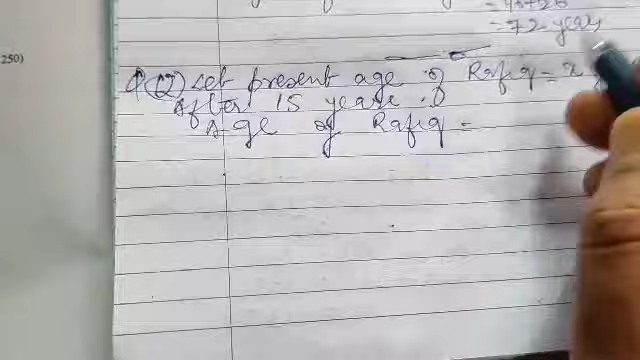 = 72 years
250)
Q(2) Let present age of Rafiq = x
After 15 years :
Age of Rafiq =